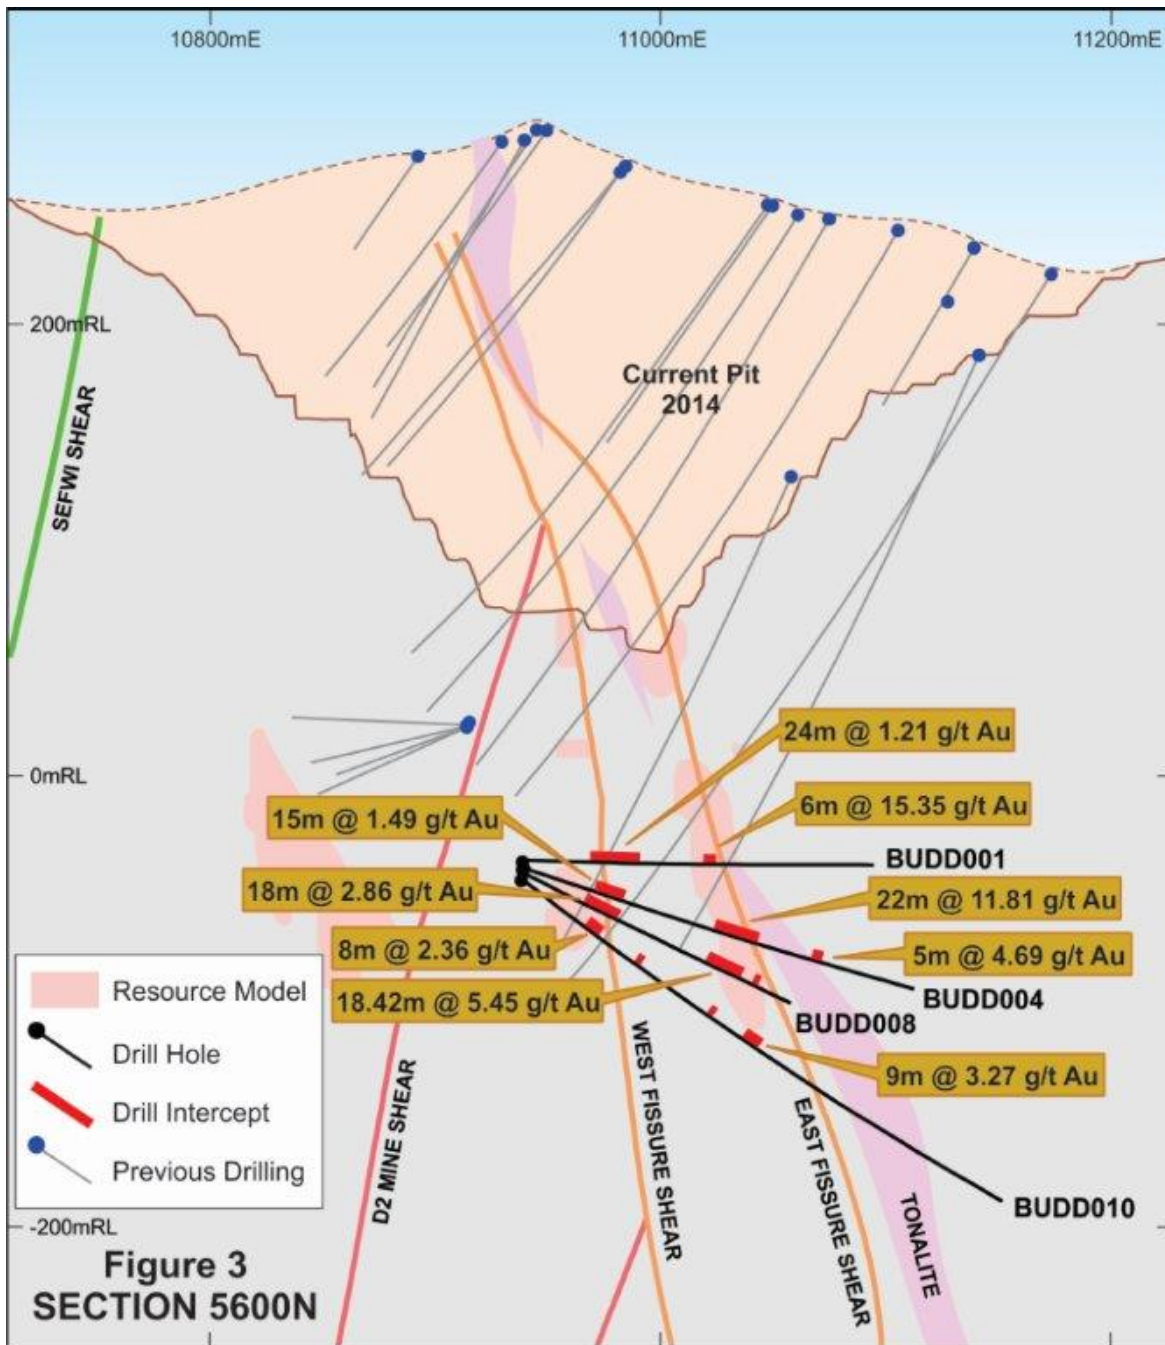 10800mE
11000mE
11200mE
200mRL
Current Pit
2014
SEFWI SHEAR
24m @ 1.21 g/t Au
0mRL
15m @ 1.49 g/t Au
6m @ 15.35 g/t Au
BUDD001
18m @ 2.86 g/t Au
22m @ 11.81 g/t Au
8m @ 2.36 g/t Au
5m @ 4.69 g/t Au
18.42m @ 5.45 g/t Au
BUDD004
BUDD008
9m @ 3.27 g/t Au
Resource Model
Drill Hole
Drill Intercept
Previous Drilling
D2 MINE SHEAR
WEST FISSURE SHEAR
EAST FISSURE SHEAR
TONALITE
BUDD010
-200mRL
Figure 3
SECTION 5600N